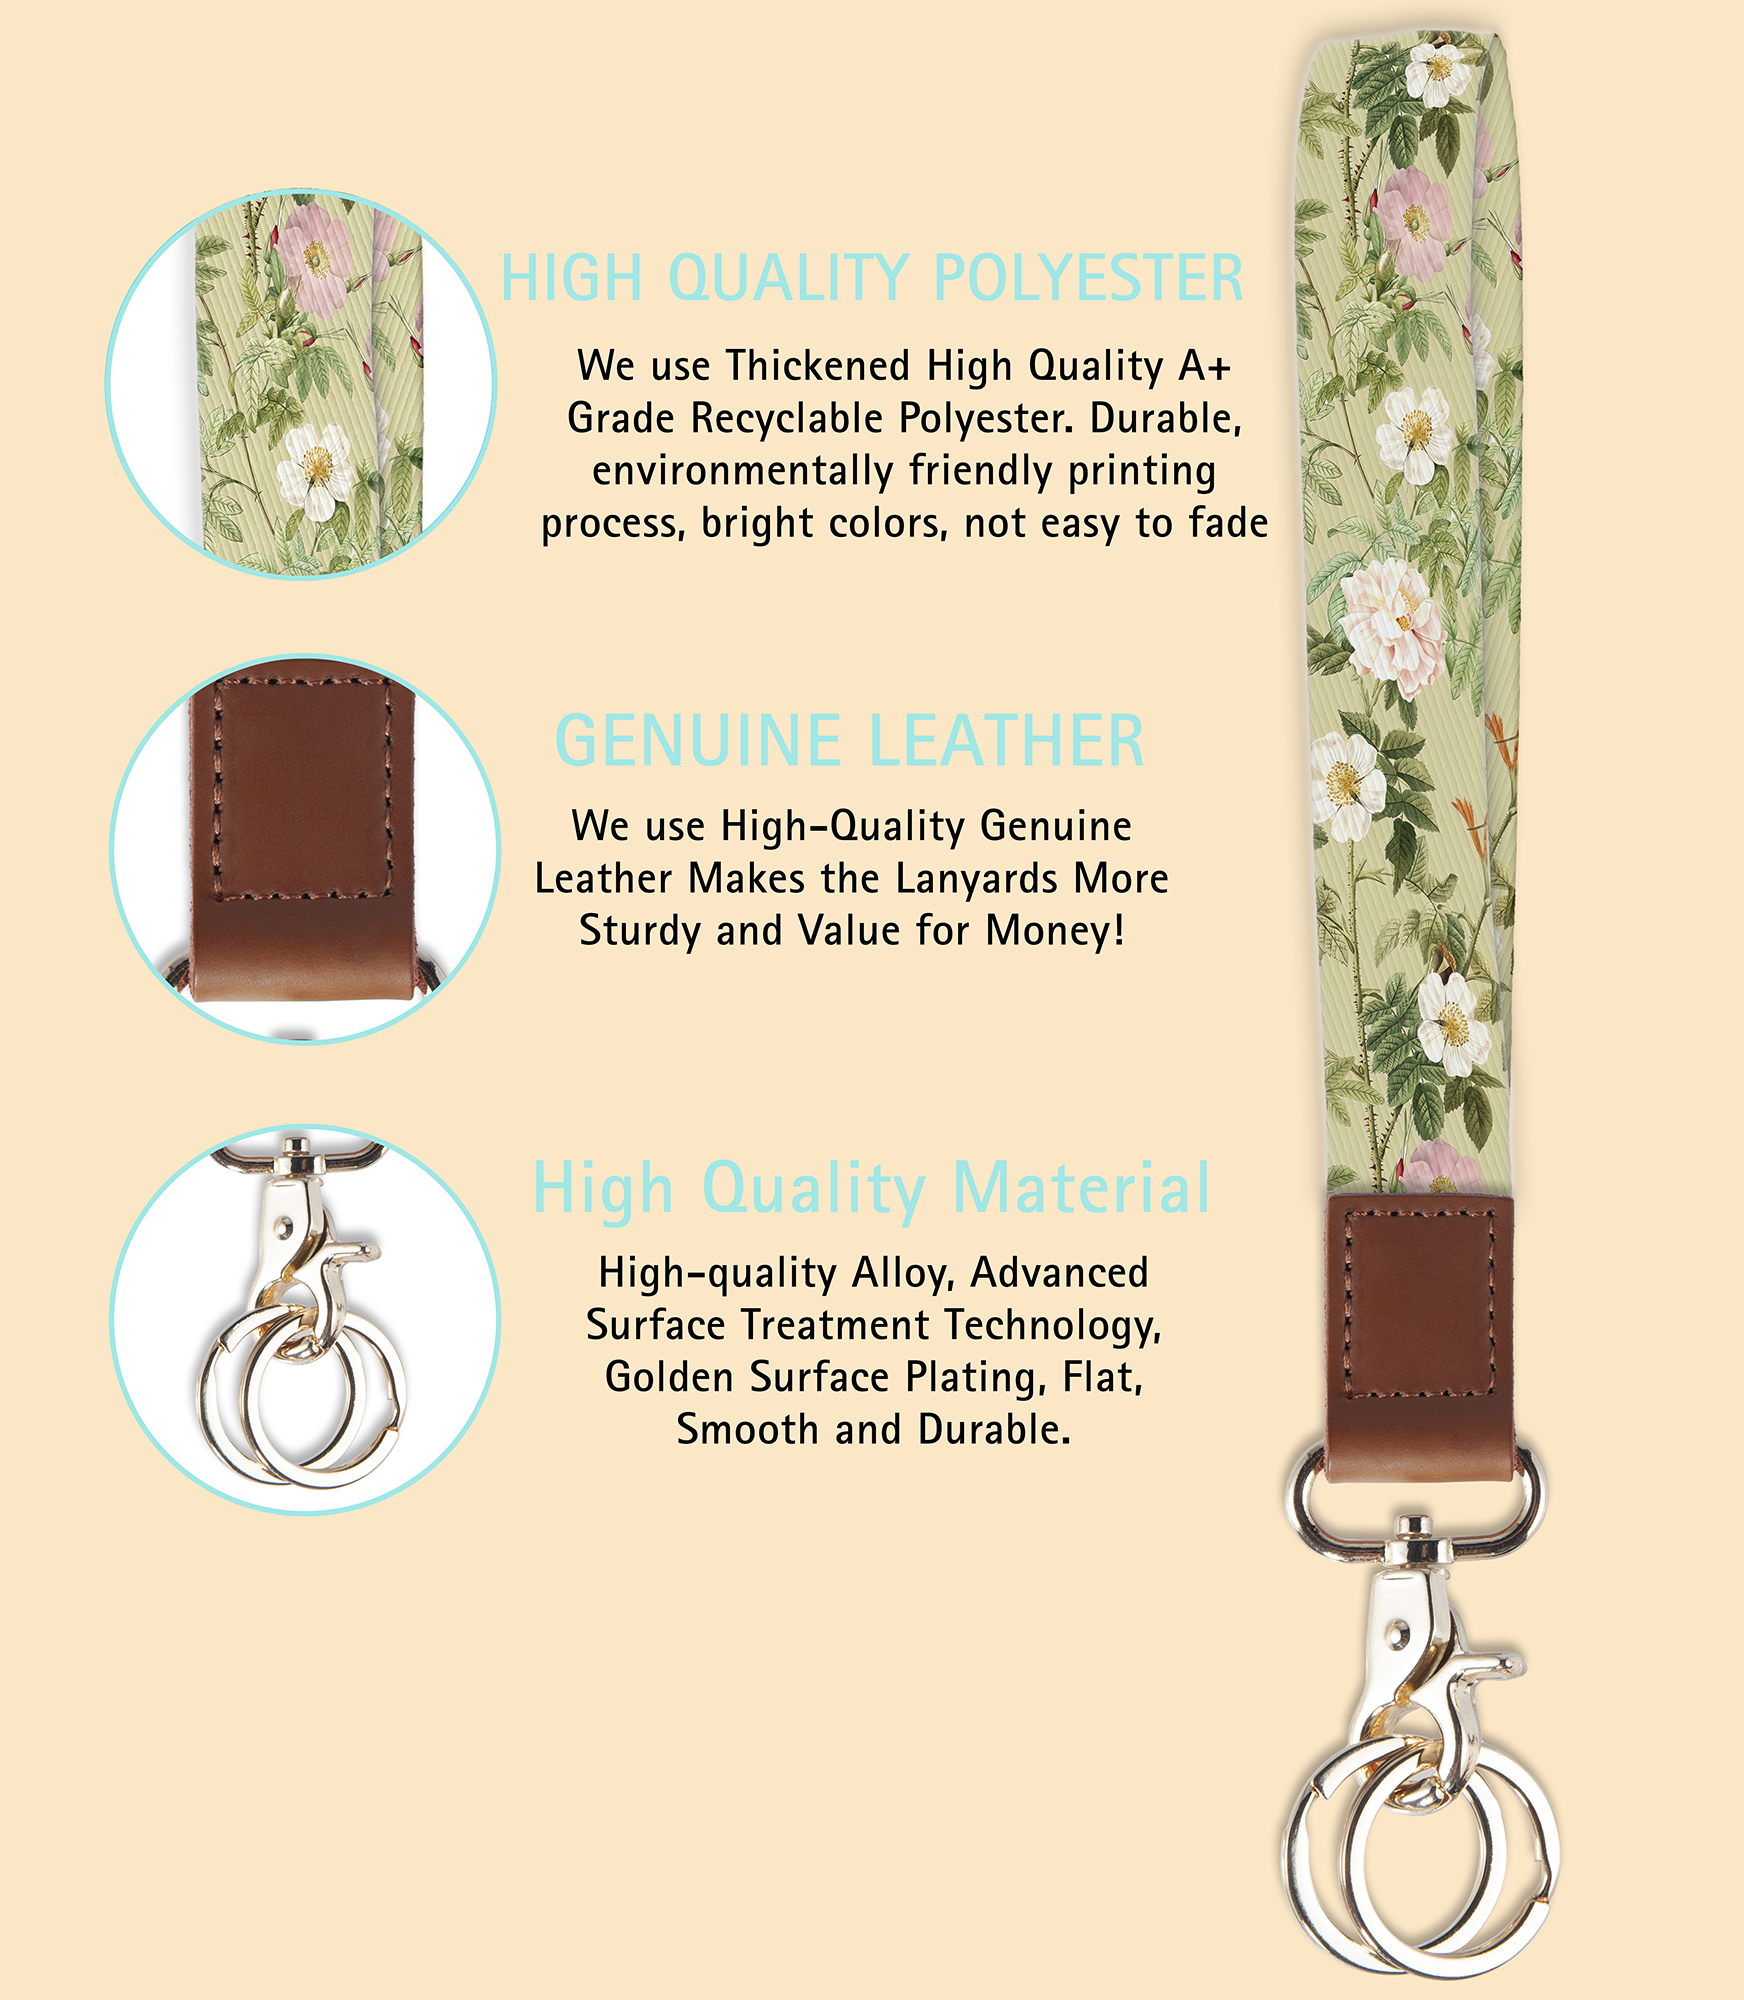 HIGH QUALITY POLYESTER
We use Thickened High Quality A+
Grade Recyclable Polyester. Durable,
environmentally friendly printing
process, bright colors, not easy to fade
GENUINE LEATHER
We use High-Quality Genuine
Leather Makes the Lanyards More
Sturdy and Value for Money!
High Quality Material
High-quality Alloy, Advanced
Surface Treatment Technology,
Golden Surface Plating, Flat,
Smooth and Durable.